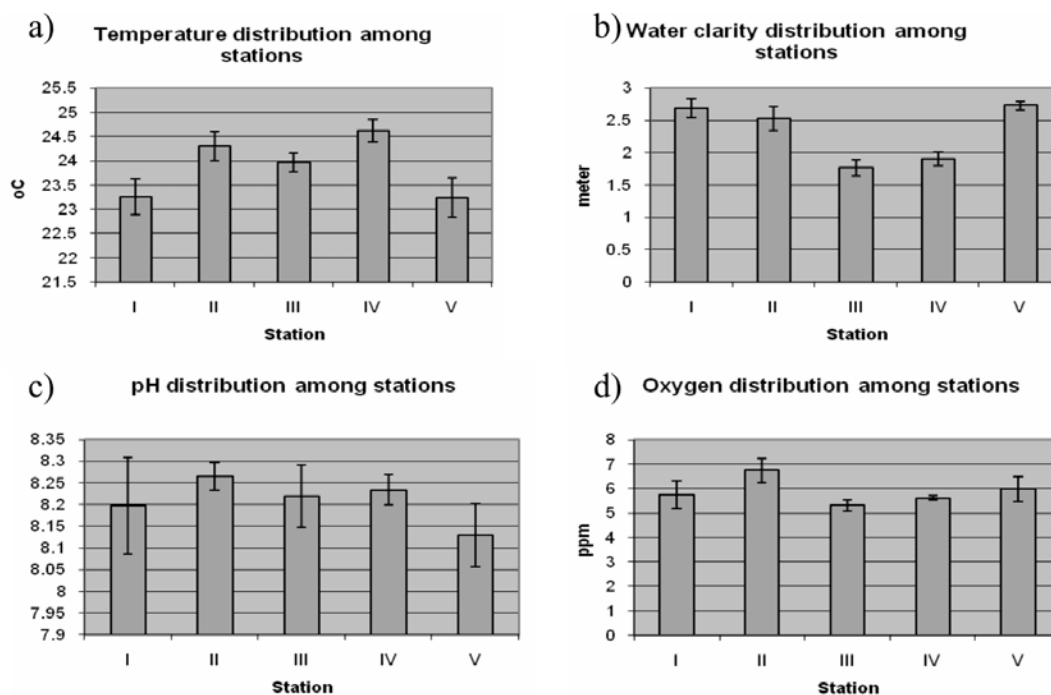 a)
Temperature distribution among
stations
oC
25.5
25
24.5
24
23.5
23
22.5
22
21.5
I II III IV V
Station
b)
Water clarity distribution among
stations
meter
3
2.5
2
1.5
1
0.5
0
I II III IV V
Station
c)
pH distribution among stations
8.35
8.3
8.25
8.2
8.15
8.1
8.05
8
7.95
7.9
I II III IV V
Station
d)
Oxygen distribution among stations
ppm
8
7
6
5
4
3
2
1
0
I II III IV V
Station